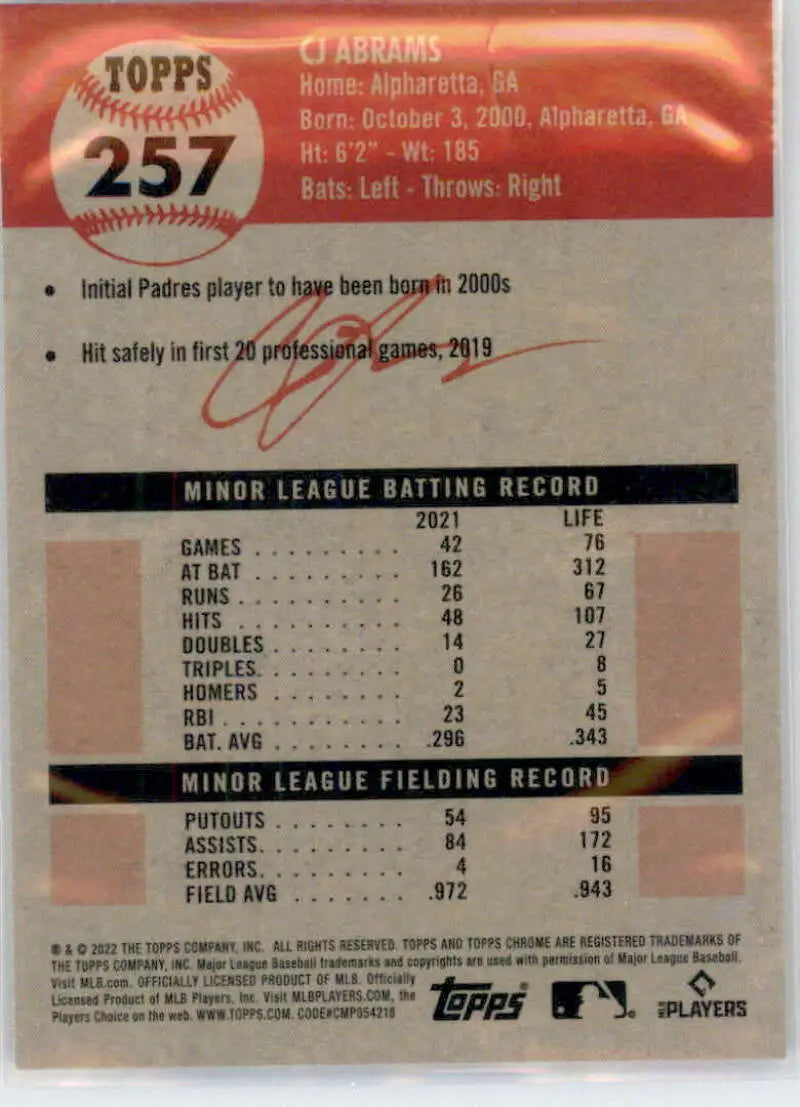 TOPPS
257
CJ ABRAMS
Home: Alpharetta, GA
Born: October 3, 2000, Alpharetta, GA
Ht: 6'2" - Wt: 185
Bats: Left - Throws: Right
• Initial Padres player to have been born in 2000s
• Hit safely in first 20 professional games, 2019
MINOR LEAGUE BATTING RECORD
2021 LIFE
GAMES . . . . . . . . . 42 76
AT BAT . . . . . . . . . 162 312
RUNS . . . . . . . . . . 26 67
HITS . . . . . . . . . . 48 107
DOUBLES . . . . . . . . 14 27
TRIPLES. . . . . . . . . 0 8
HOMERS . . . . . . . . 2 5
RBI . . . . . . . . . . . 23 45
BAT. AVG . . . . . . . . .296 .343
MINOR LEAGUE FIELDING RECORD
PUTOUTS . . . . . . . . 54 95
ASSISTS. . . . . . . . . 84 172
ERRORS. . . . . . . . . 4 16
FIELD AVG . . . . . . . .972 .943
® & © 2022 THE TOPPS COMPANY, INC. ALL RIGHTS RESERVED. TOPPS AND TOPPS CHROME ARE REGISTERED TRADEMARKS OF
THE TOPPS COMPANY, INC. Major League Baseball trademarks and copyrights are used with permission of Major League Baseball.
Visit MLB.com. OFFICIALLY LICENSED PRODUCT OF MLB. Officially
Licensed Product of MLB Players, Inc. Visit MLBPLAYERS.COM, the
Players Choice on the web. WWW.TOPPS.COM. CODE#CMP054218
Topps®
MLB PLAYERS